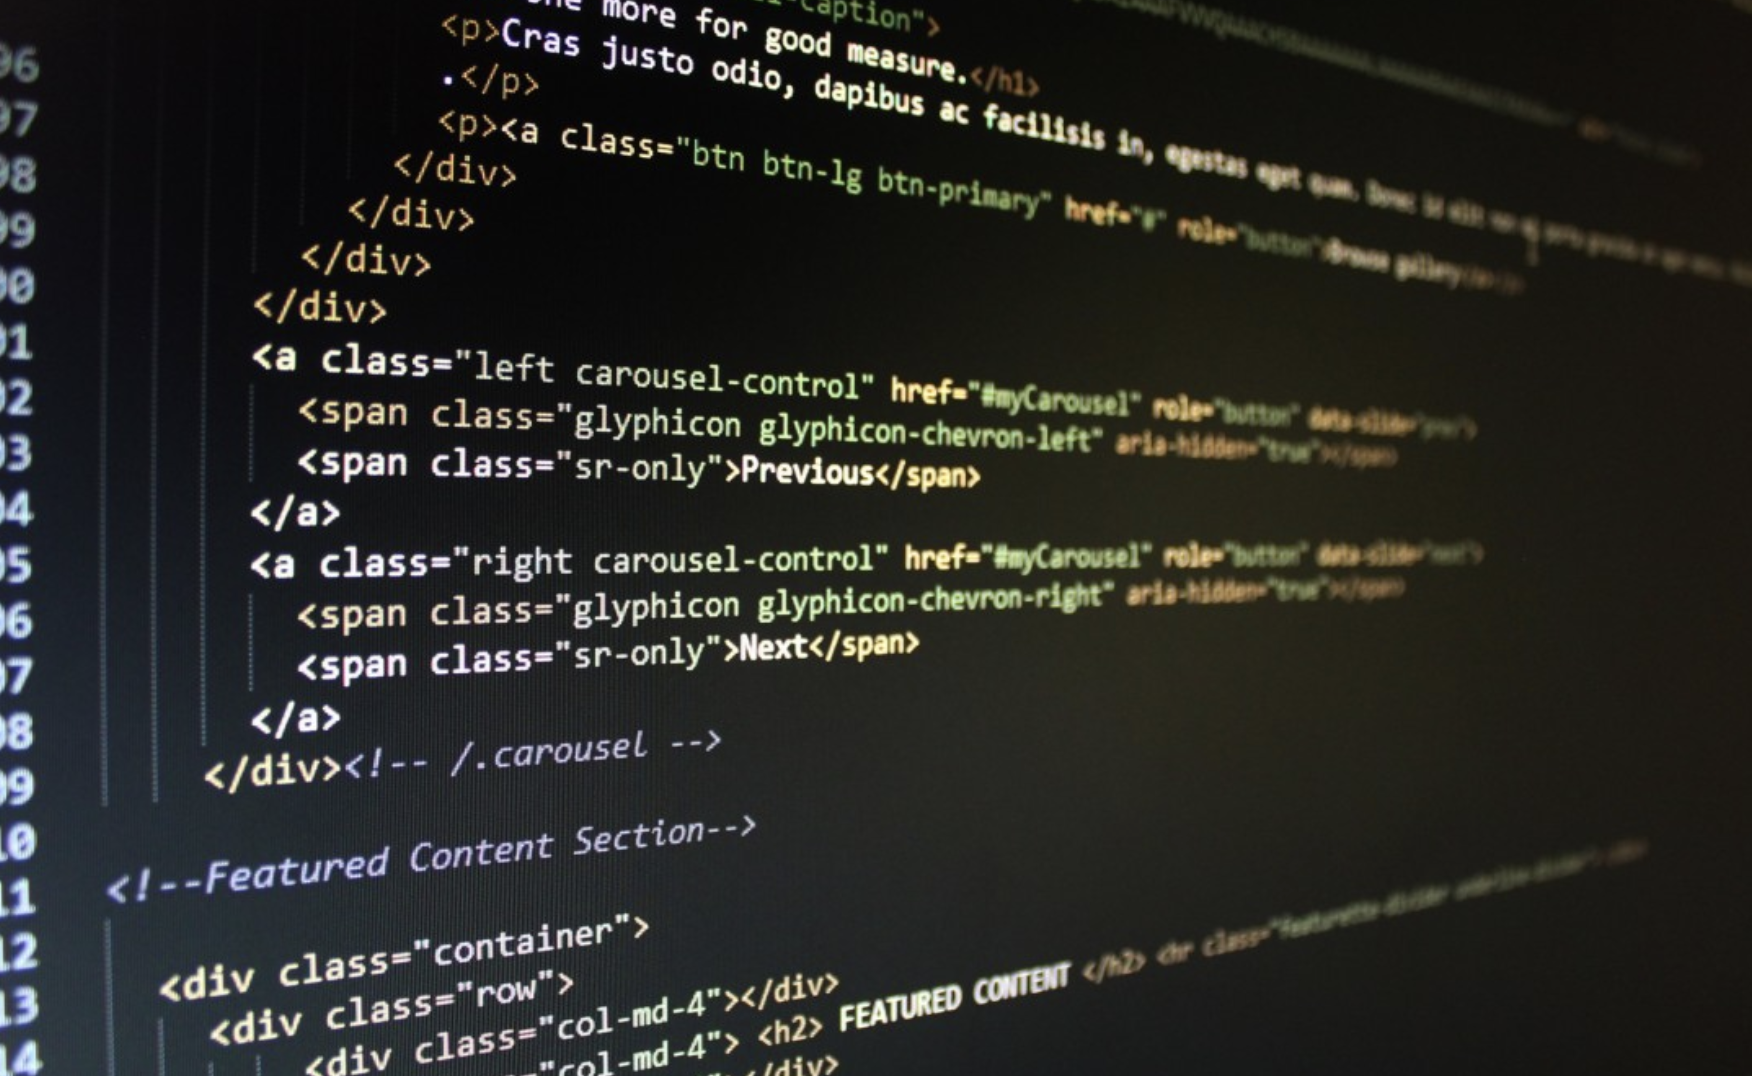 caption">
one more for good measure.</h1>
96 <p>Cras justo odio, dapibus ac facilisis in, egestas eget quam. Donec id elit non
.</p>
97 <p><a class="btn btn-lg btn-primary" href="#" role="button">Browse gallery
98 </div>
99 </div>
00 </div>
01 </div>
02 <a class="left carousel-control" href="#myCarousel" role="button" data-slide="prev">
03 <span class="glyphicon glyphicon-chevron-left" aria-hidden="true"></span>
04 <span class="sr-only">Previous</span>
05 </a>
06 <a class="right carousel-control" href="#myCarousel" role="button" data-slide="next">
07 <span class="glyphicon glyphicon-chevron-right" aria-hidden="true"></span>
08 <span class="sr-only">Next</span>
09 </a>
10 </div><!-- /.carousel -->
11 <!--Featured Content Section-->
12 <div class="container">
13 <div class="row">
14 <div class="col-md-4"></div>
"col-md-4"> <h2> FEATURED CONTENT </h2> <hr class="featurette-divider
</div>